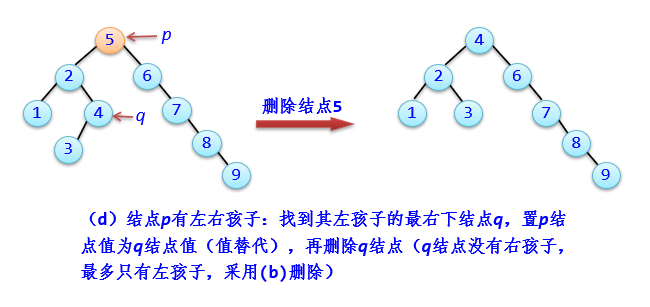 5
p
2
6
1
4
q
7
3
8
9
删除结点5
4
2
6
1
3
7
8
9
（d）结点p有左右孩子：找到其左孩子的最右下结点q，置p结
点值为q结点值（值替代），再删除q结点（q结点没有右孩子，
最多只有左孩子，采用(b)删除）